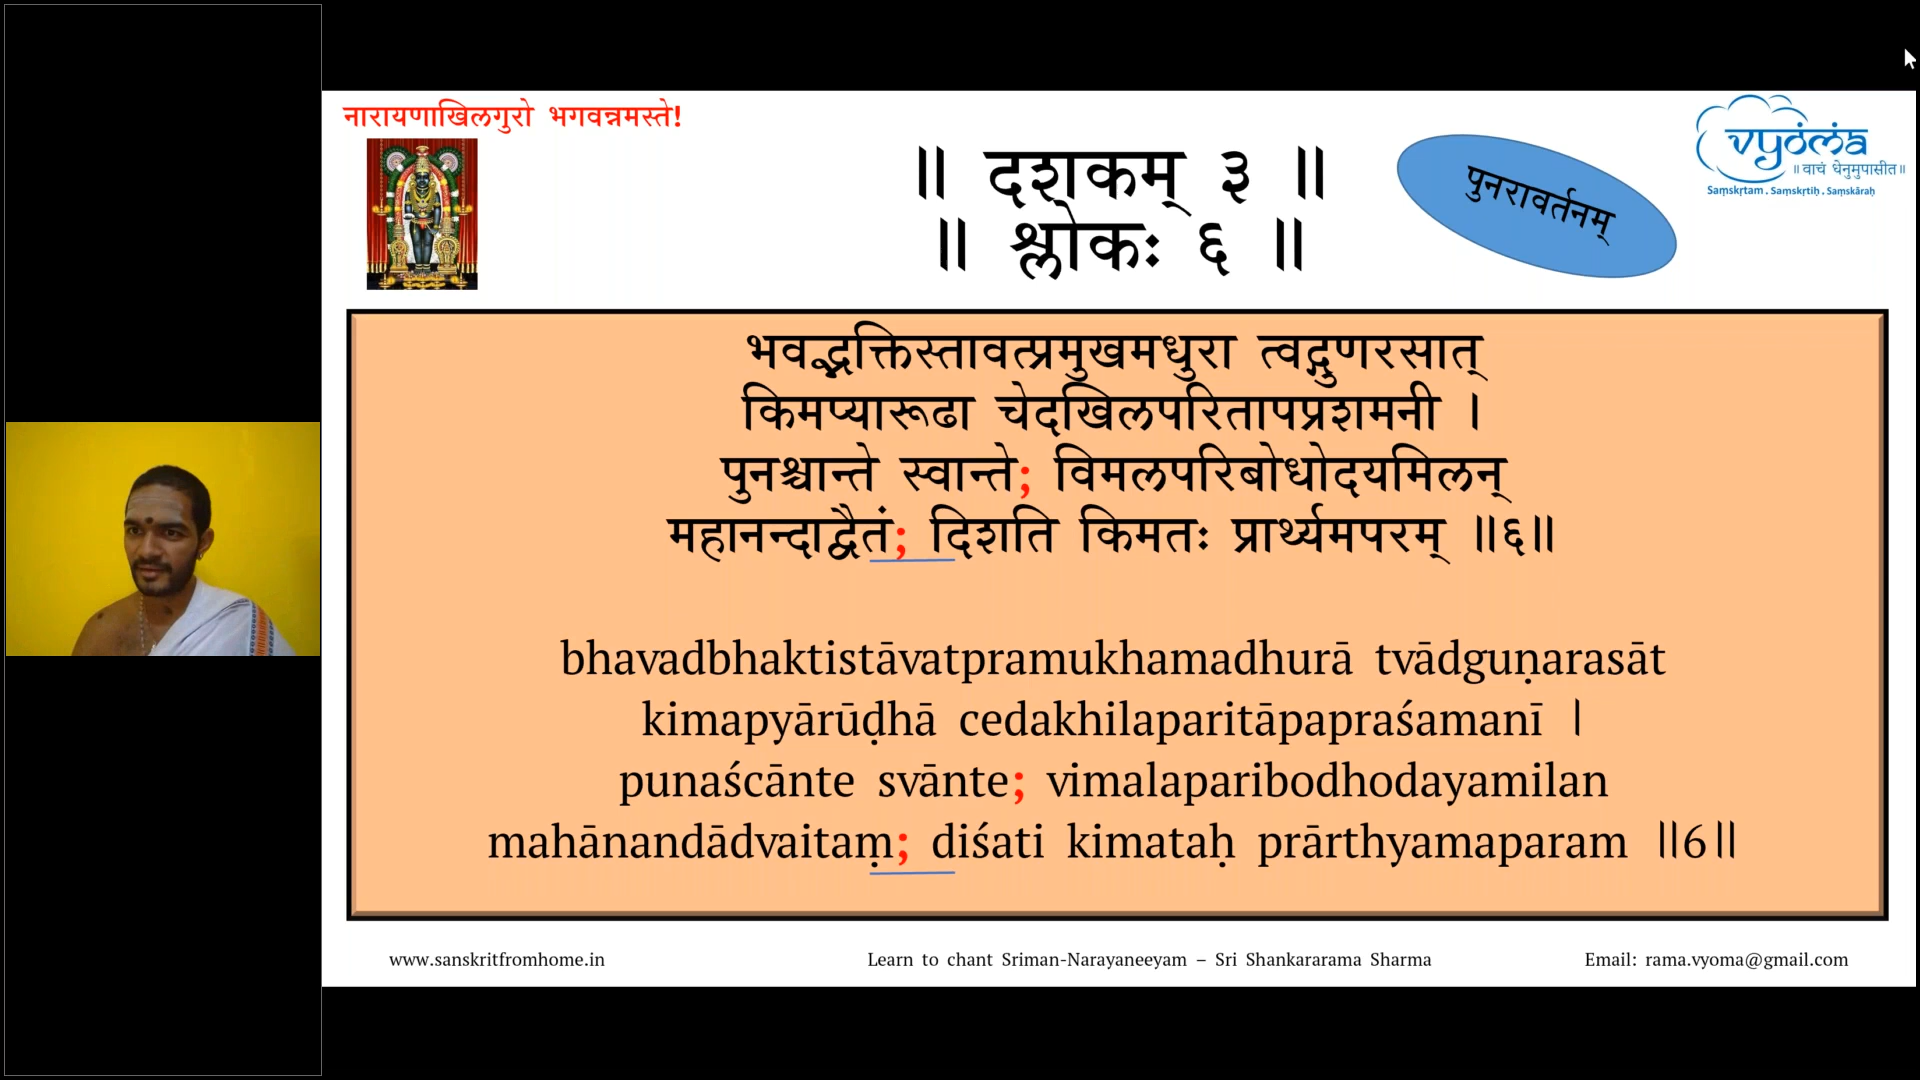 नारायणाखिलगुरो भगवन्नमस्ते!
॥ दशकम् ३ ॥
॥ श्लोकः ६ ॥
पुनरावर्तनम्
vyoma
॥वाचं धेनुमुपासीत॥
Saṃskṛtam . Saṃskṛtiḥ . Saṃskāraḥ
भवद्भक्तिस्तावत्प्रमुखमधुरा त्वद्गुणरसात्
किमप्यारूढा चेदखिलपरितापप्रशमनी ।
पुनश्चान्ते स्वान्ते; विमलपरिबोधोदयमिलन्
महानन्दाद्वैतं; दिशति किमतः प्रार्थ्यमपरम् ॥६॥
bhavadbhaktistāvatpramukhamadhurā tvādguṇarasāt
kimapyārūḍhā cedakhilaparitāpapraśamanī ।
punaścānte svānte; vimalaparibodhodayamilan
mahānandādvaitaṃ; diśati kimataḥ prārthyamaparam ॥6॥
www.sanskritfromhome.in
Learn to chant Sriman-Narayaneeyam – Sri Shankararama Sharma
Email: rama.vyoma@gmail.com